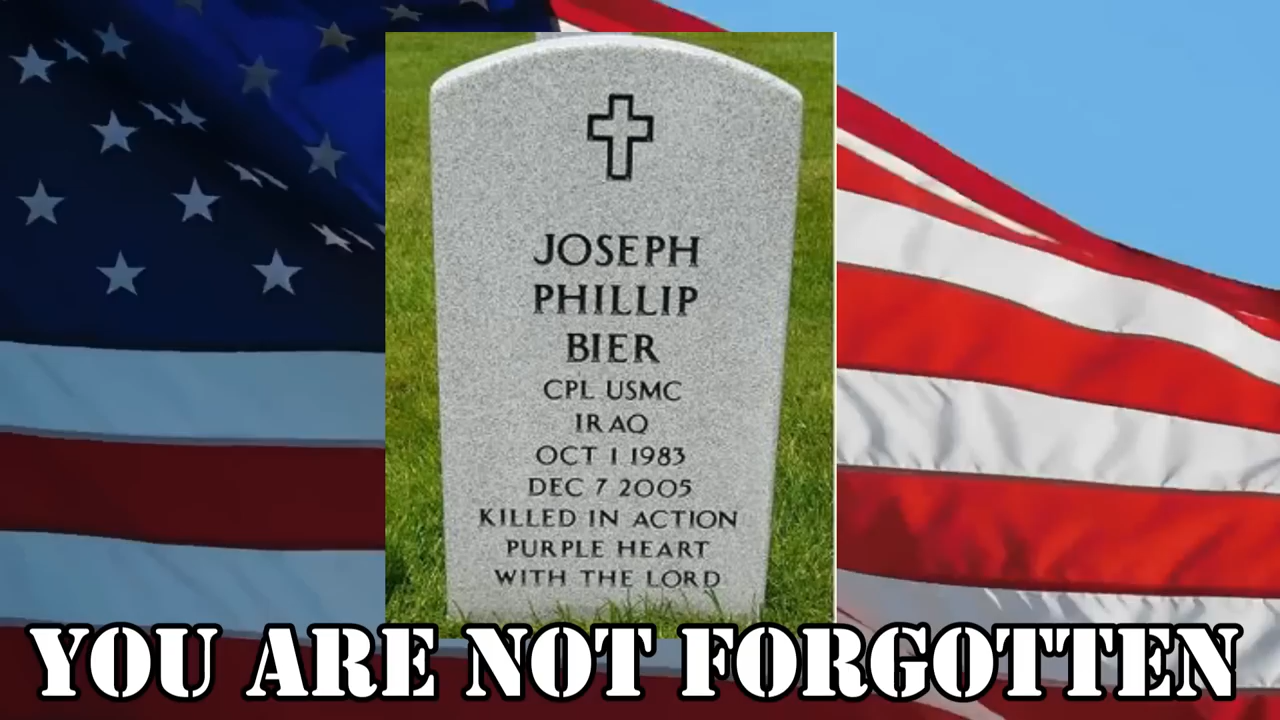 JOSEPH
PHILLIP
BIER
CPL USMC
IRAQ
OCT 1 1983
DEC 7 2005
KILLED IN ACTION
PURPLE HEART
WITH THE LORD
YOU ARE NOT FORGOTTEN